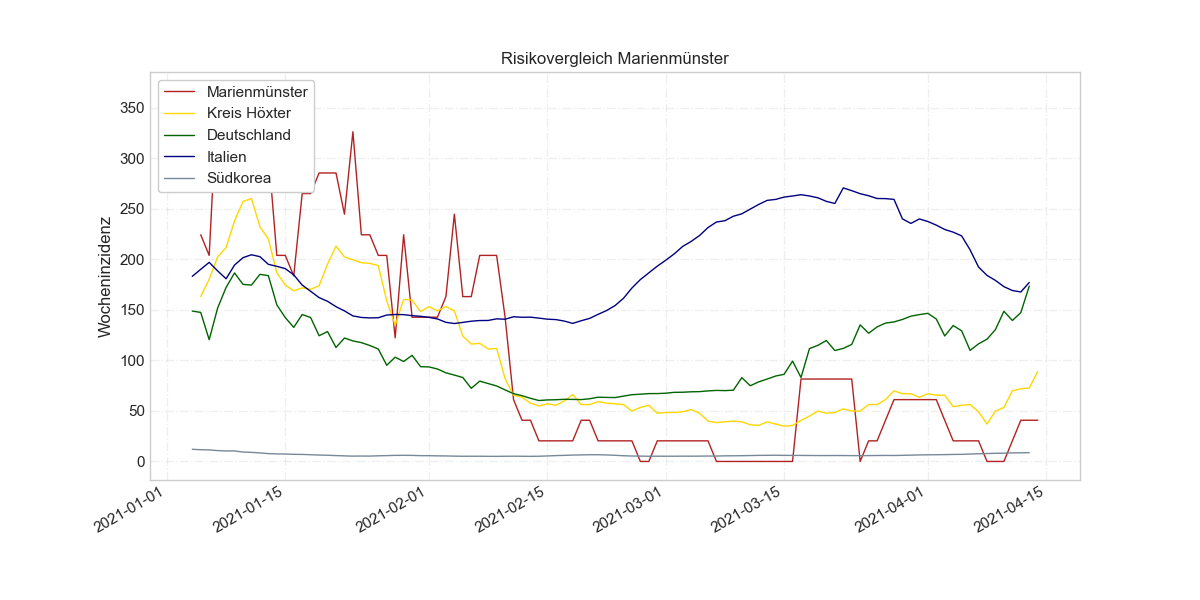 Risikovergleich Marienmünster
Marienmünster
Kreis Höxter
Deutschland
Italien
Südkorea
Wocheninzidenz
350
300
250
200
150
100
50
0
2021-01-01
2021-01-15
2021-02-01
2021-02-15
2021-03-01
2021-03-15
2021-04-01
2021-04-15